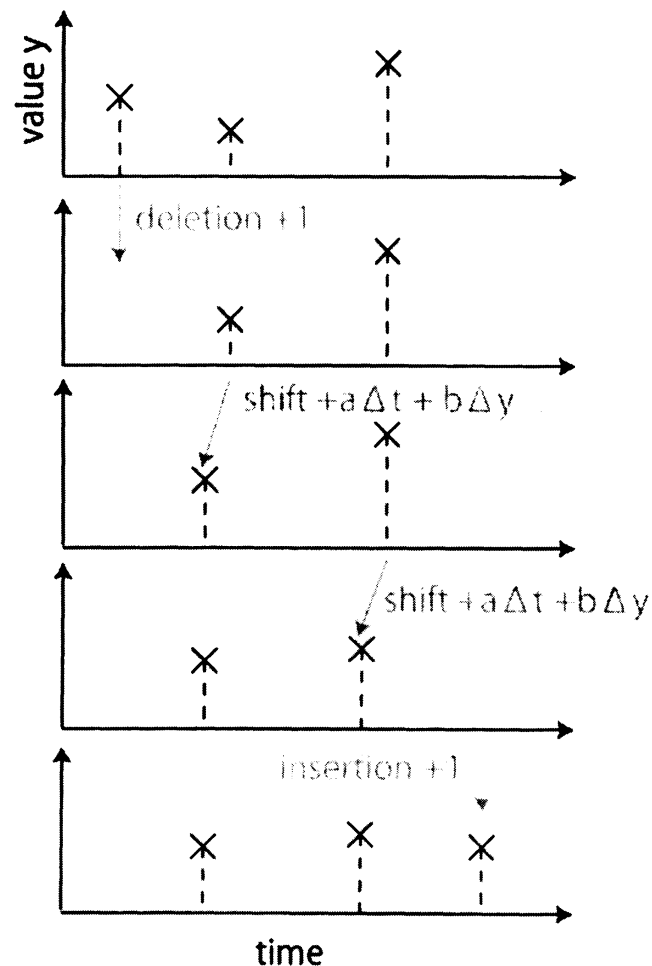 value y
deletion +1
shift +a Δt + b Δy
shift +a Δt +b Δy
insertion +1
time